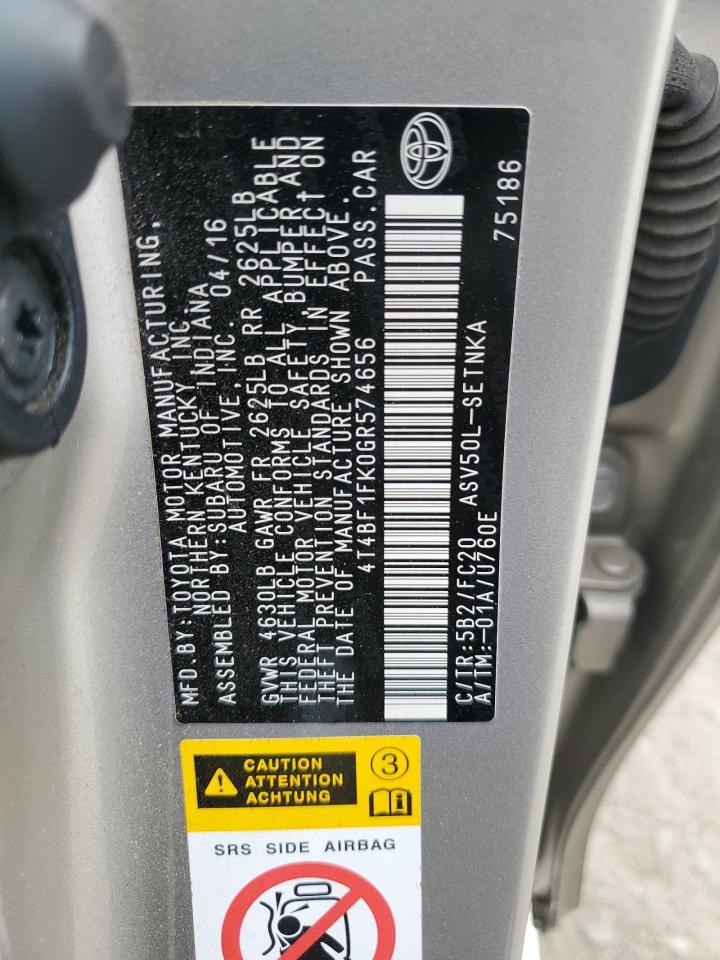 MFD.BY:TOYOTA MOTOR MANUFACTURING,
NORTHERN KENTUCKY INC.
ASSEMBLED BY:SUBARU OF INDIANA
AUTOMOTIVE,INC. 04/16
GVWR 4630LB GAWR FR 2625LB RR 2625LB
THIS VEHICLE CONFORMS TO ALL APPLICABLE
FEDERAL MOTOR VEHICLE SAFETY, BUMPER,AND
THEFT PREVENTION STANDARDS IN EFFECT ON
THE DATE OF MANUFACTURE SHOWN ABOVE.
4T4BF1FK0GR574656 PASS.CAR
C/TR:5B2/FC20 ASV50L-SETNKA
A/TM:-01A/U760E 75186
CAUTION
ATTENTION
ACHTUNG
3
SRS SIDE AIRBAG